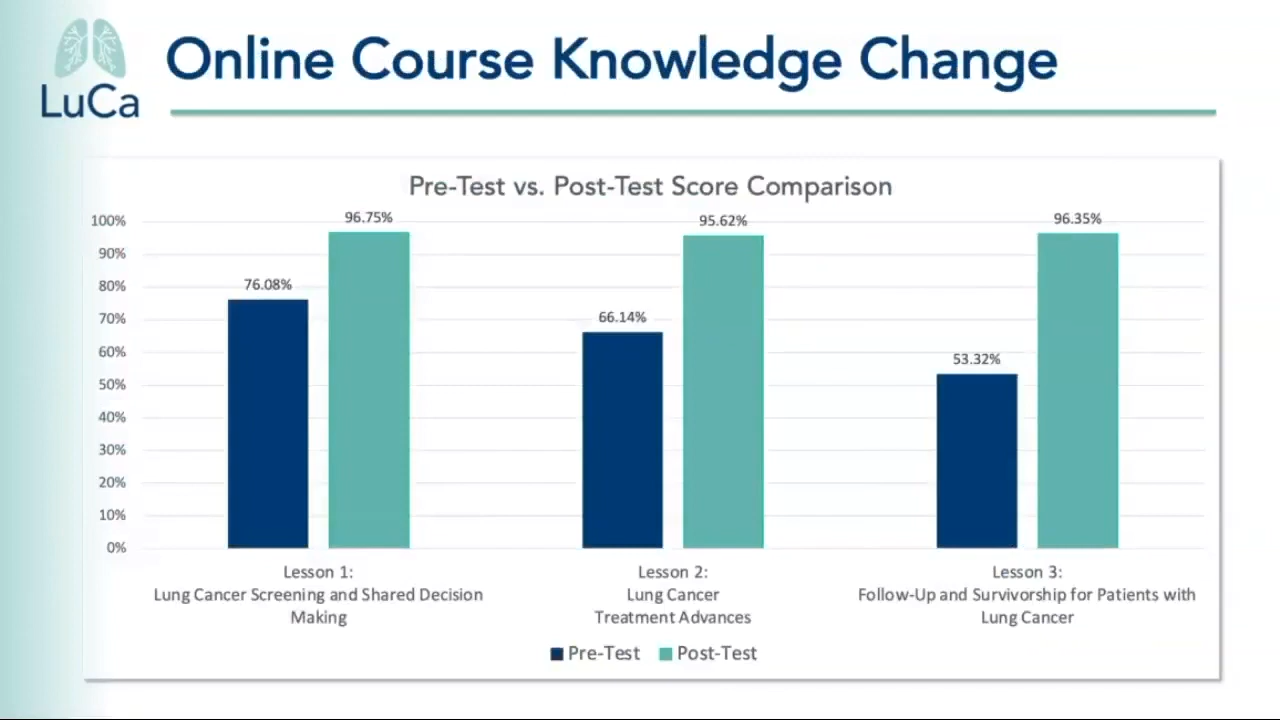 LuCa
Online Course Knowledge Change
Pre-Test vs. Post-Test Score Comparison
100%
90%
80%
70%
60%
50%
40%
30%
20%
10%
0%
76.08%
96.75%
66.14%
95.62%
53.32%
96.35%
Lesson 1:
Lung Cancer Screening and Shared Decision
Making
Lesson 2:
Lung Cancer
Treatment Advances
Lesson 3:
Follow-Up and Survivorship for Patients with
Lung Cancer
Pre-Test
Post-Test